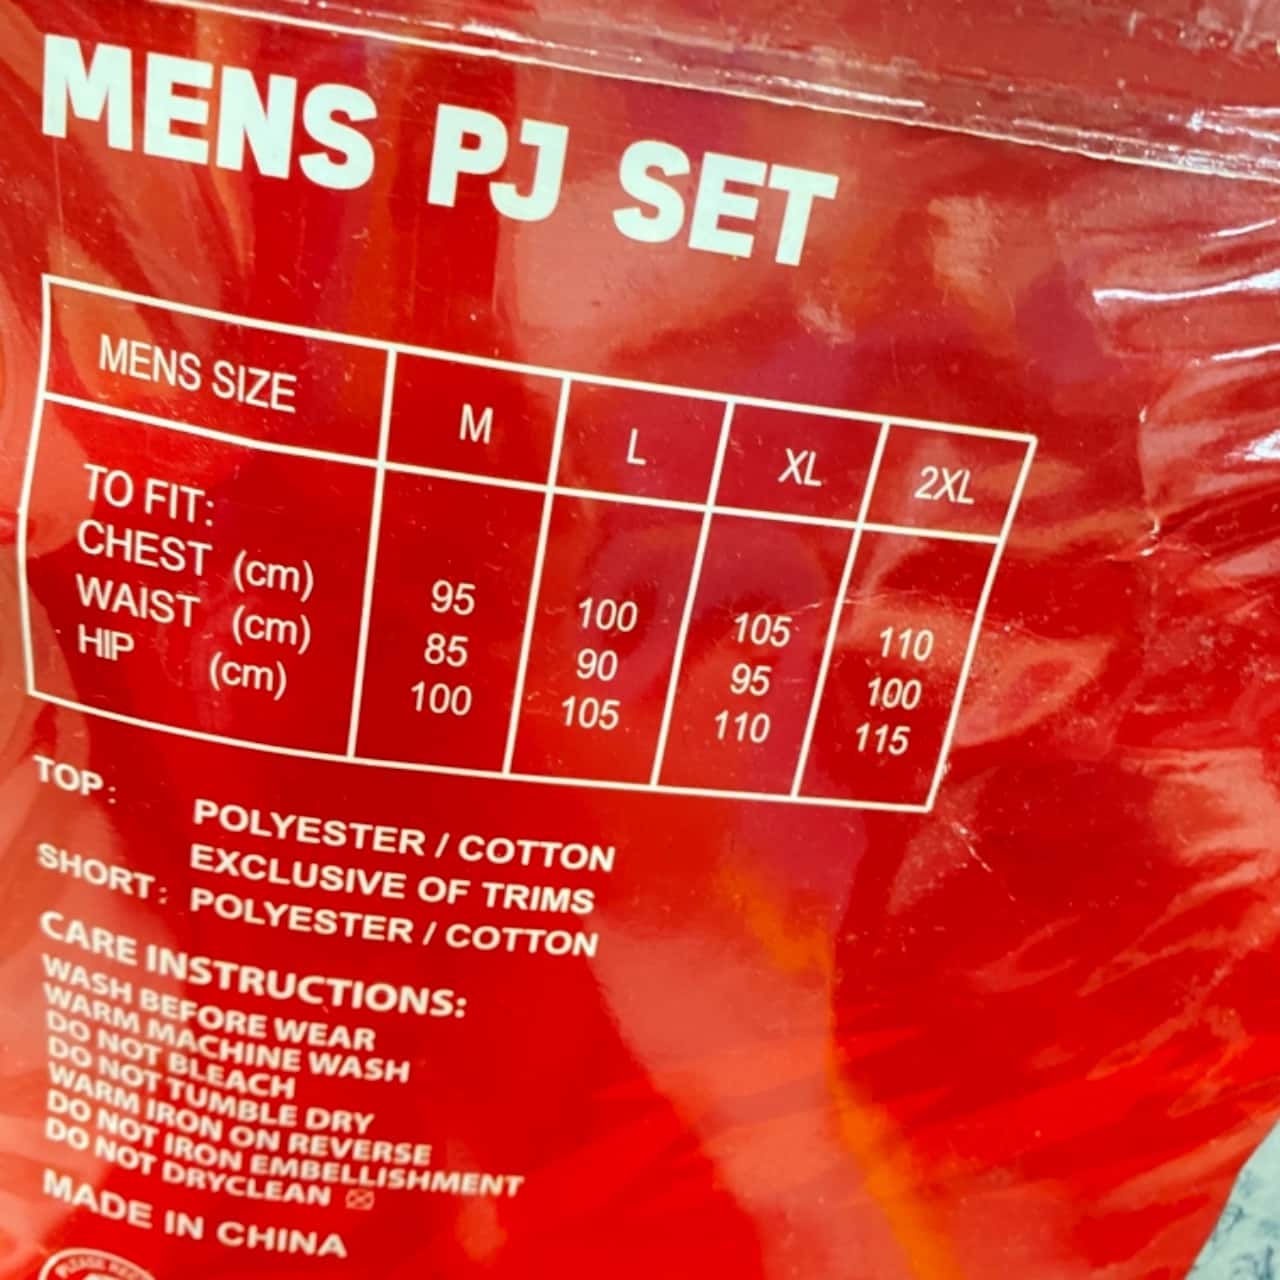 MENS PJ SET
MENS SIZE M L XL 2XL
TO FIT:
CHEST (cm) 95 100 105 110
WAIST (cm) 85 90 95 100
HIP (cm) 100 105 110 115
TOP: POLYESTER / COTTON
EXCLUSIVE OF TRIMS
SHORT: POLYESTER / COTTON
CARE INSTRUCTIONS:
WASH BEFORE WEAR
WARM MACHINE WASH
DO NOT BLEACH
DO NOT TUMBLE DRY
WARM IRON ON REVERSE
DO NOT IRON EMBELLISHMENT
DO NOT DRYCLEAN
MADE IN CHINA
PLEASE